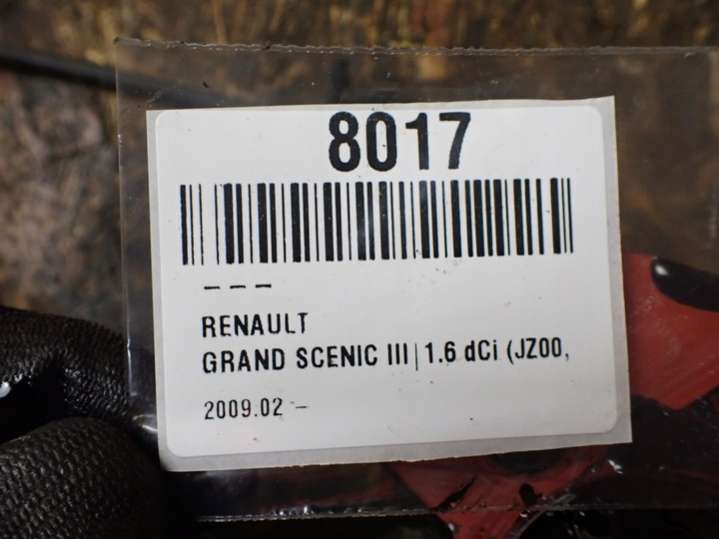 8017
– – –
RENAULT
GRAND SCENIC III | 1.6 dCi (JZ00,
2009.02 –